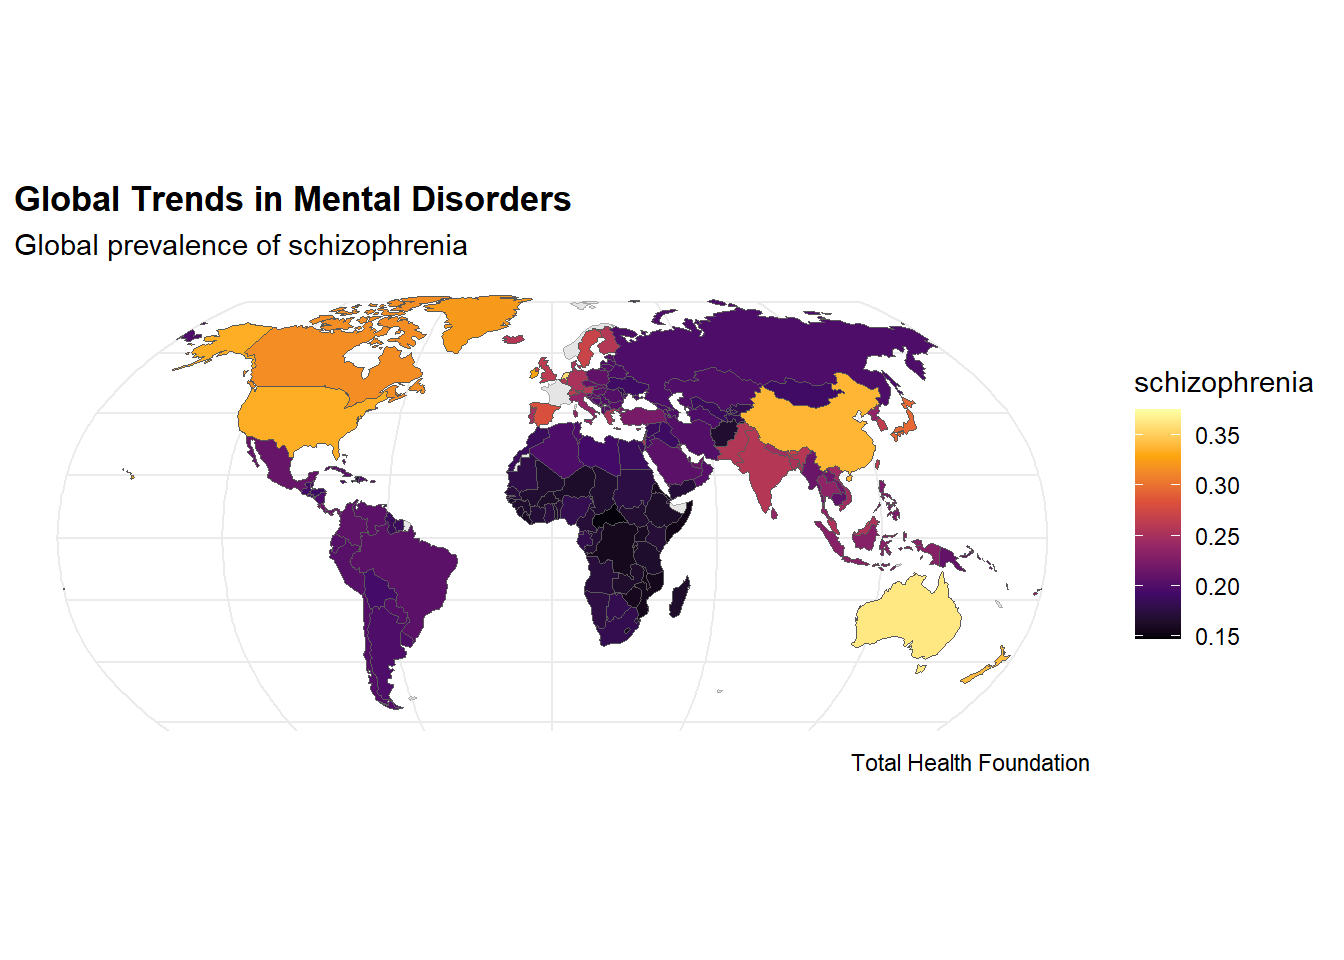 Global Trends in Mental Disorders
Global prevalence of schizophrenia
schizophrenia
0.35
0.30
0.25
0.20
0.15
Total Health Foundation